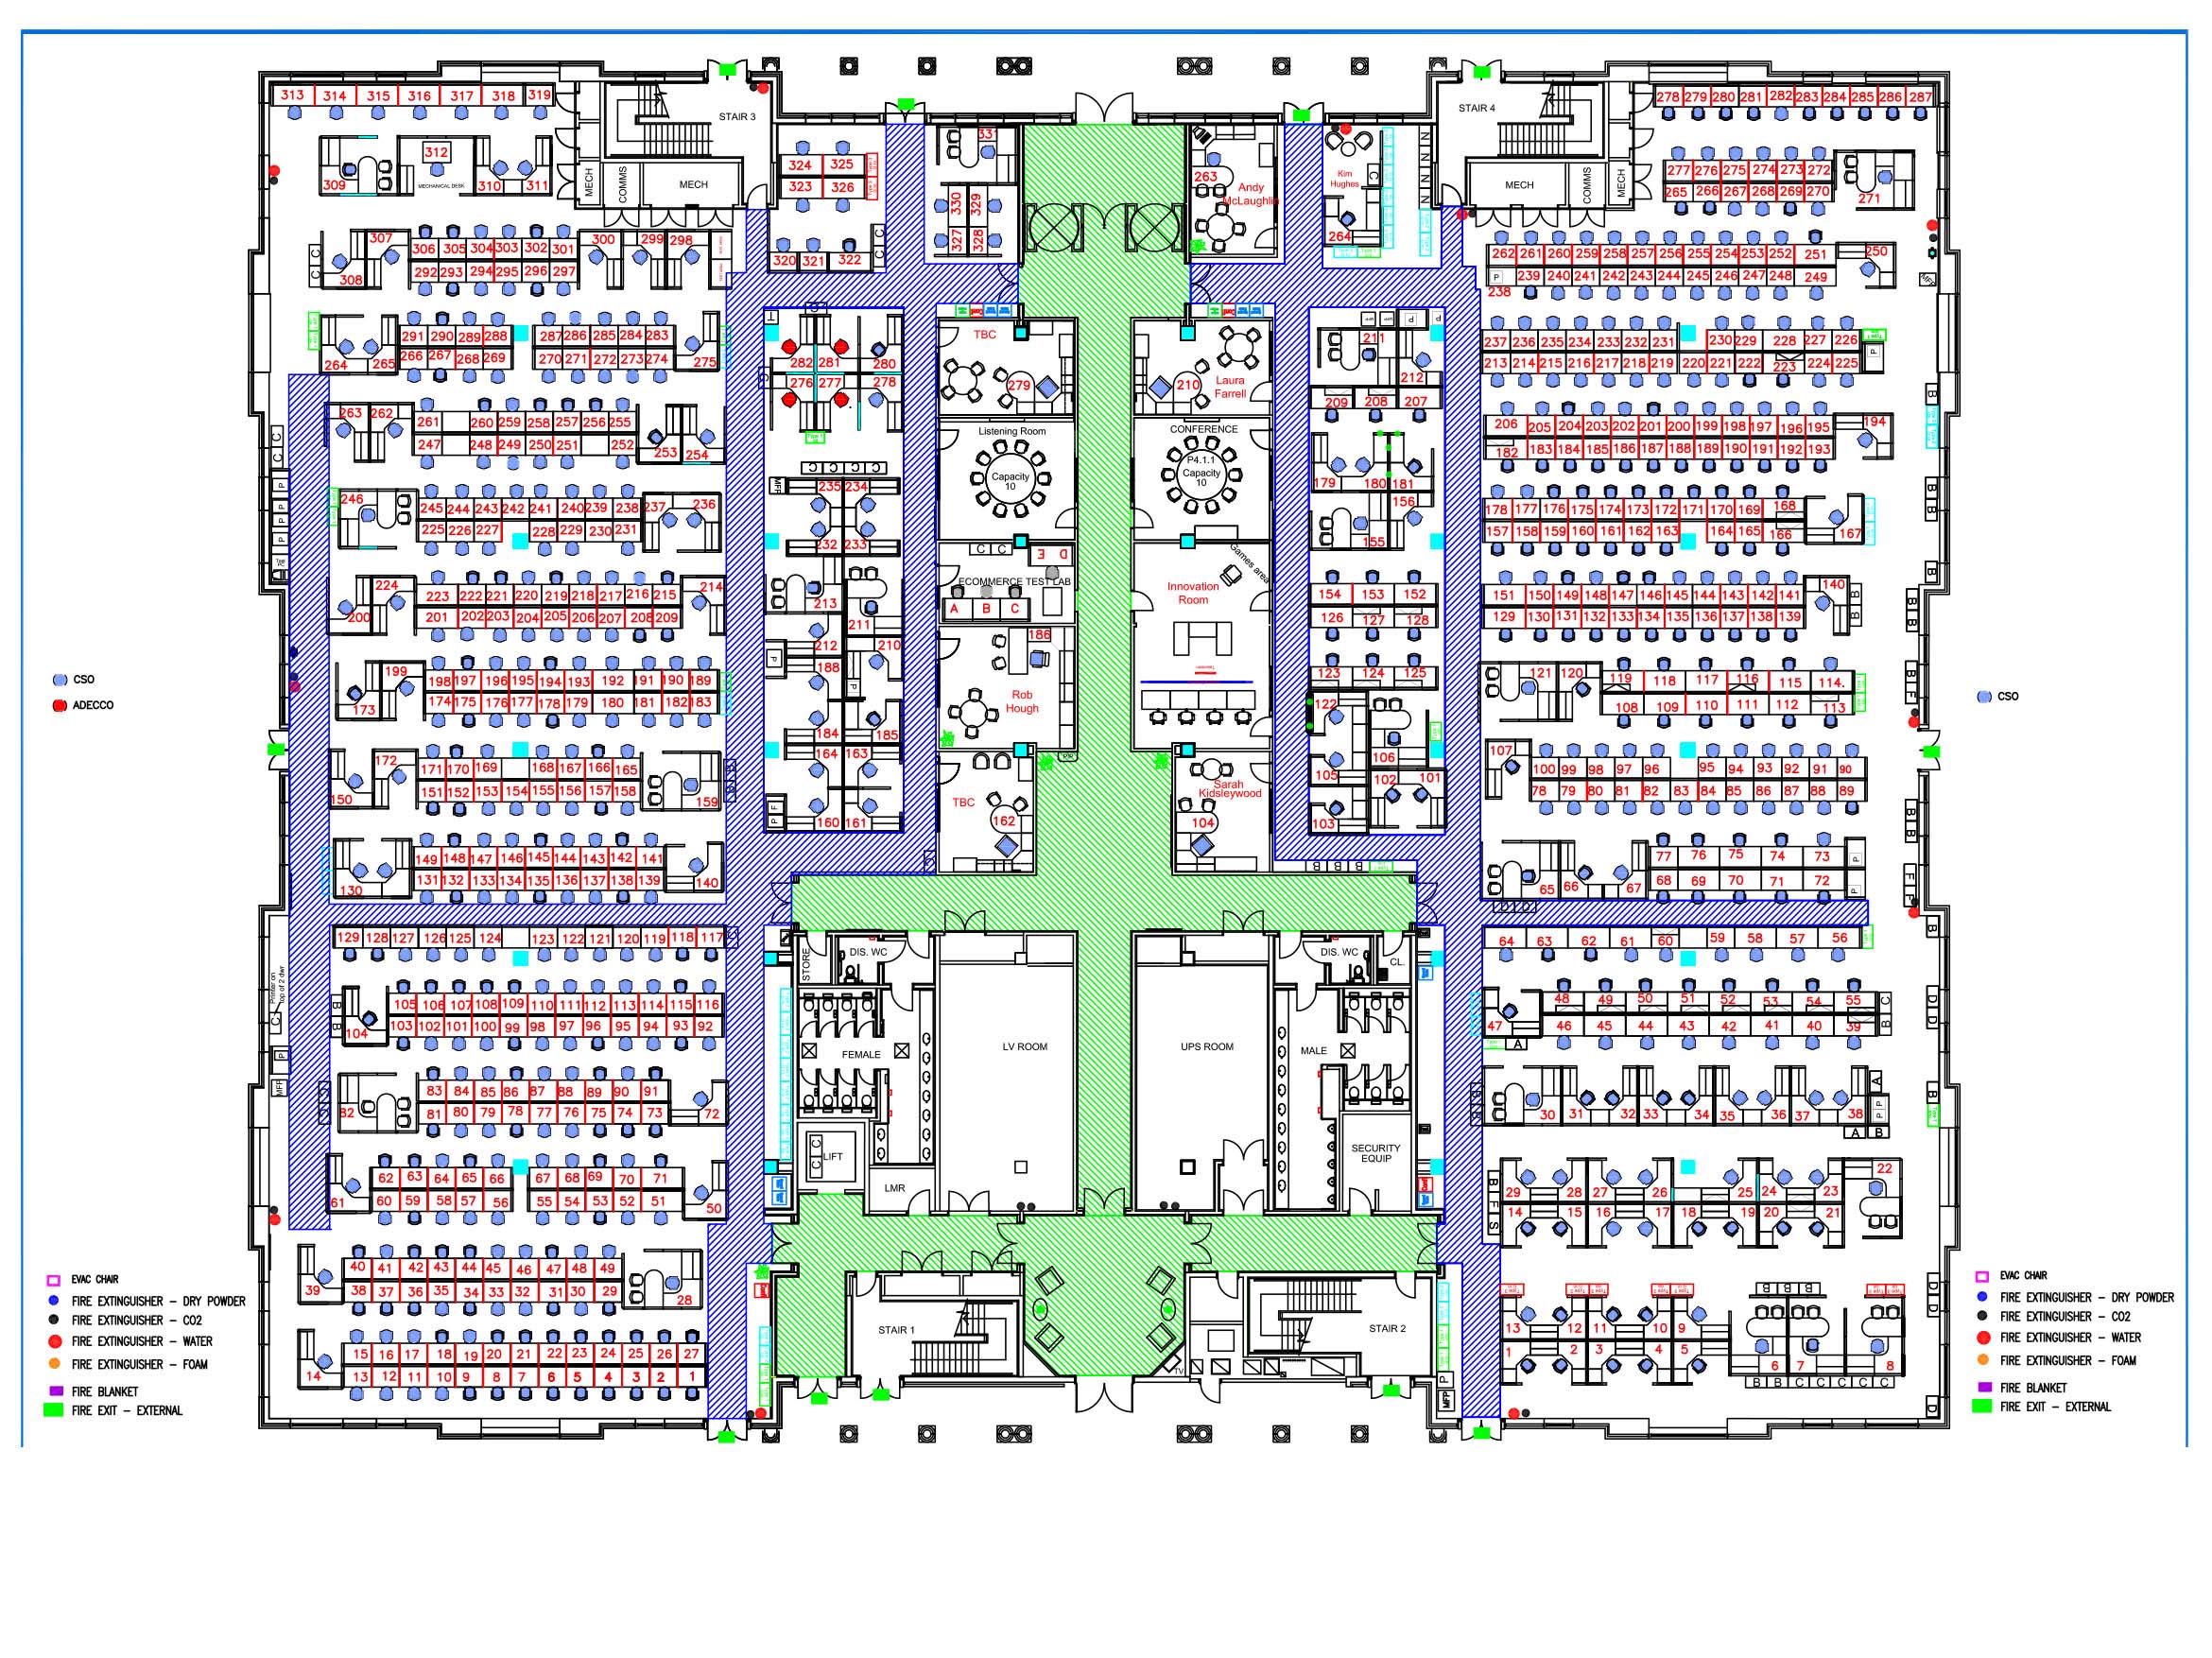 313 314 315 316 317 318 319
STAIR 3
STAIR 4
278 279 280 281 282 283 284 285 286 287
309
312
MECHANICAL DESK
310 311
MECH
COMMS
MECH
324 325
323 326
331
330 329
327 328
320 321 322
263
Andy
McLaughlin
Kim
Hughes
264
MECH
COMMS
MECH
277 276 275 274 273 272
265 266 267 268 269 270
271
307
308
306 305 304 303 302 301
292 293 294 295 296 297
300 299 298
262 261 260 259 258 257 256 255 254 253 252 251
239 240 241 242 243 244 245 246 247 248 249
238
250
264 265
291 290 289 288
266 267 268 269
287 286 285 284 283
270 271 272 273 274
275
282 281 280
276 277 278
TBC
279
210
Laura
Farrell
211
212
209 208 207
237 236 235 234 233 232 231
213 214 215 216 217 218 219
230 229 228 227 226
220 221 222 223 224 225
263 262
261 260 259 258 257 256 255
247 248 249 250 251 252
253 254
Listening Room
Capacity
10
CONFERENCE
P4.1.1
Capacity
10
206 205 204 203 202 201 200 199 198 197 196 195
182 183 184 185 186 187 188 189 190 191 192 193
194
246
245 244 243 242 241 240 239 238
225 226 227 228 229 230 231
237 236
MFP
235 234
232 233
179 180 181
156
155
178 177 176 175 174 173 172 171 170 169 168
157 158 159 160 161 162 163 164 165 166
167
224
200
223 222 221 220 219 218 217 216 215
201 202 203 204 205 206 207 208 209
214
213
211
ECOMMERCE TEST LAB
A B C
D E
Games area
Innovation
Room
154 153 152
126 127 128
151 150 149 148 147 146 145 144 143 142 141
129 130 131 132 133 134 135 136 137 138 139
140
199
173
198 197 196 195 194 193 192 191 190 189
174 175 176 177 178 179 180 181 182 183
212
188
210
184 185
186
Rob
Hough
123 124 125
122
121 120
119 118 117 116 115 114.
108 109 110 111 112 113
CSO
ADECCO
CSO
172
150
171 170 169 168 167 166 165
151 152 153 154 155 156 157 158
159
164 163
160 161
TBC
162
Sarah
Kidsleywood
104
106
105
102 101
103
107
100 99 98 97 96 95 94 93 92 91 90
78 79 80 81 82 83 84 85 86 87 88 89
130
149 148 147 146 145 144 143 142 141
131 132 133 134 135 136 137 138 139
140
65 66 67
77 76 75 74 73
68 69 70 71 72
129 128 127 126 125 124 123 122 121 120 119 118 117
STORE
DIS. WC
DIS. WC
CL.
64 63 62 61 60 59 58 57 56
Printer on
top of 2 dwr
104
105 106 107 108 109 110 111 112 113 114 115 116
103 102 101 100 99 98 97 96 95 94 93 92
FEMALE
LV ROOM
UPS ROOM
MALE
47
48 49 50 51 52 53 54 55
46 45 44 43 42 41 40 39
MFP
82
83 84 85 86 87 88 89 90 91
81 80 79 78 77 76 75 74 73
72
30 31 32 33 34 35 36 37 38
LIFT
LMR
SECURITY
EQUIP
61
62 63 64 65 66 67 68 69 70 71
60 59 58 57 56 55 54 53 52 51
50
29 28 27 26 25 24 23
14 15 16 17 18 19 20 21
22
39
40 41 42 43 44 45 46 47 48 49
38 37 36 35 34 33 32 31 30 29
28
STAIR 1
STAIR 2
TV
MFP
13 12 11 10 9
1 2 3 4 5 6 7 8
14
15 16 17 18 19 20 21 22 23 24 25 26 27
13 12 11 10 9 8 7 6 5 4 3 2 1
EVAC CHAIR
FIRE EXTINGUISHER – DRY POWDER
FIRE EXTINGUISHER – CO2
FIRE EXTINGUISHER – WATER
FIRE EXTINGUISHER – FOAM
FIRE BLANKET
FIRE EXIT – EXTERNAL
EVAC CHAIR
FIRE EXTINGUISHER – DRY POWDER
FIRE EXTINGUISHER – CO2
FIRE EXTINGUISHER – WATER
FIRE EXTINGUISHER – FOAM
FIRE BLANKET
FIRE EXIT – EXTERNAL